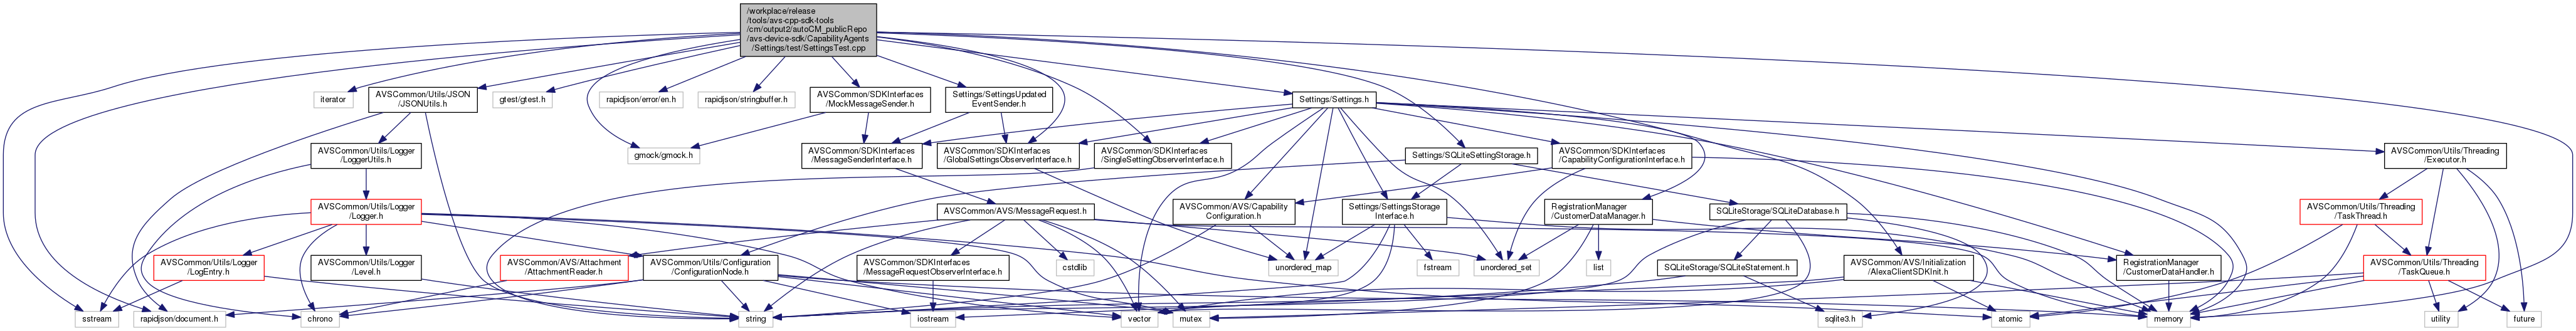 /workplace/release
/tools/avs-cpp-sdk-tools
/cm/output2/autoCM_publicRepo
/avs-device-sdk/CapabilityAgents
/Settings/test/SettingsTest.cpp
iterator
AVSCommon/Utils/JSON
/JSONUtils.h
gtest/gtest.h
rapidjson/error/en.h
rapidjson/stringbuffer.h
AVSCommon/SDKInterfaces
/MockMessageSender.h
Settings/SettingsUpdated
EventSender.h
Settings/Settings.h
AVSCommon/Utils/Logger
/LoggerUtils.h
gmock/gmock.h
AVSCommon/SDKInterfaces
/MessageSenderInterface.h
AVSCommon/SDKInterfaces
/GlobalSettingsObserverInterface.h
AVSCommon/SDKInterfaces
/SingleSettingObserverInterface.h
Settings/SQLiteSettingStorage.h
AVSCommon/SDKInterfaces
/CapabilityConfigurationInterface.h
AVSCommon/Utils/Threading
/Executor.h
AVSCommon/Utils/Logger
/Logger.h
AVSCommon/AVS/MessageRequest.h
AVSCommon/AVS/Capability
Configuration.h
Settings/SettingsStorage
Interface.h
RegistrationManager
/CustomerDataManager.h
SQLiteStorage/SQLiteDatabase.h
AVSCommon/Utils/Threading
/TaskThread.h
AVSCommon/Utils/Logger
/LogEntry.h
AVSCommon/Utils/Logger
/Level.h
AVSCommon/AVS/Attachment
/AttachmentReader.h
AVSCommon/Utils/Configuration
/ConfigurationNode.h
AVSCommon/SDKInterfaces
/MessageRequestObserverInterface.h
cstdlib
unordered_map
fstream
unordered_set
list
SQLiteStorage/SQLiteStatement.h
AVSCommon/AVS/Initialization
/AlexaClientSDKInit.h
RegistrationManager
/CustomerDataHandler.h
AVSCommon/Utils/Threading
/TaskQueue.h
sstream
rapidjson/document.h
chrono
string
iostream
vector
mutex
sqlite3.h
atomic
memory
utility
future